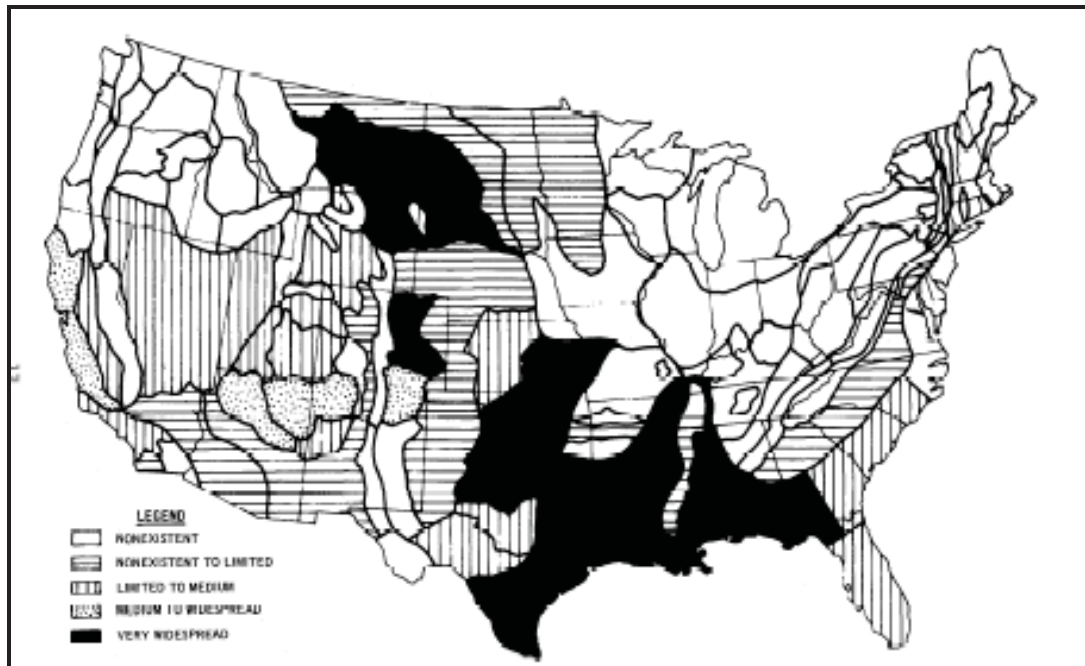 LEGEND
NONEXISTENT
NONEXISTENT TO LIMITED
LIMITED TO MEDIUM
MEDIUM TO WIDESPREAD
VERY WIDESPREAD